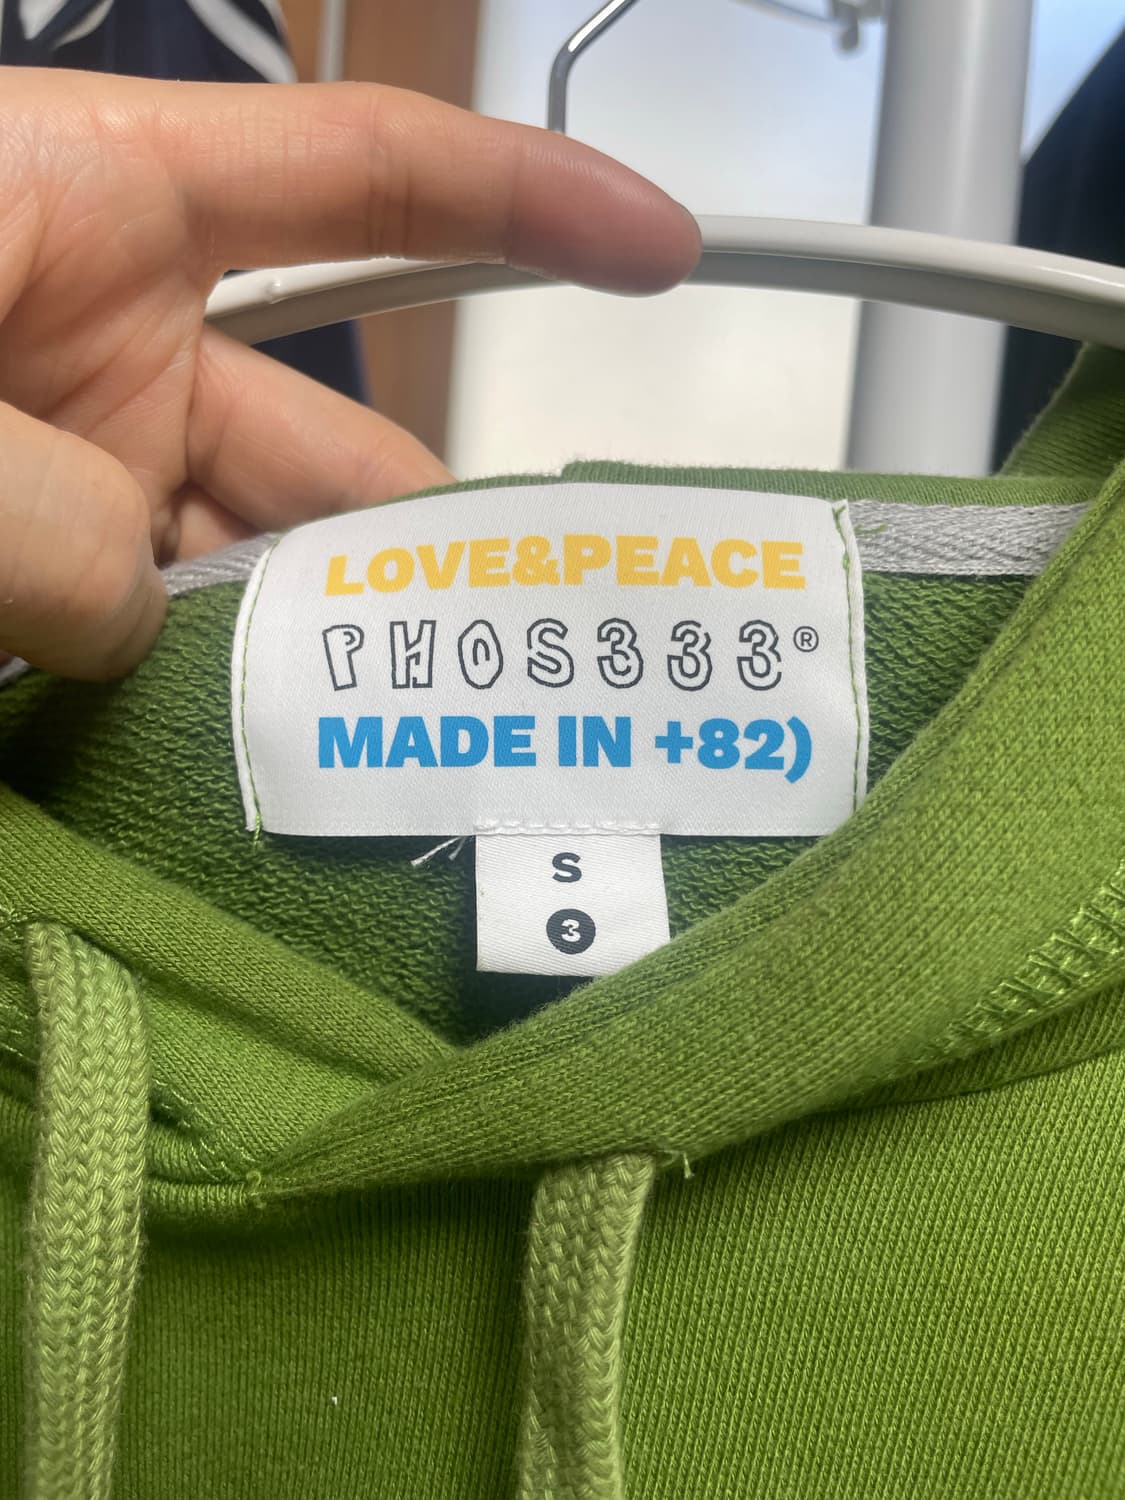 LOVE&PEACE
PHOS333®
MADE IN +82)
S
3